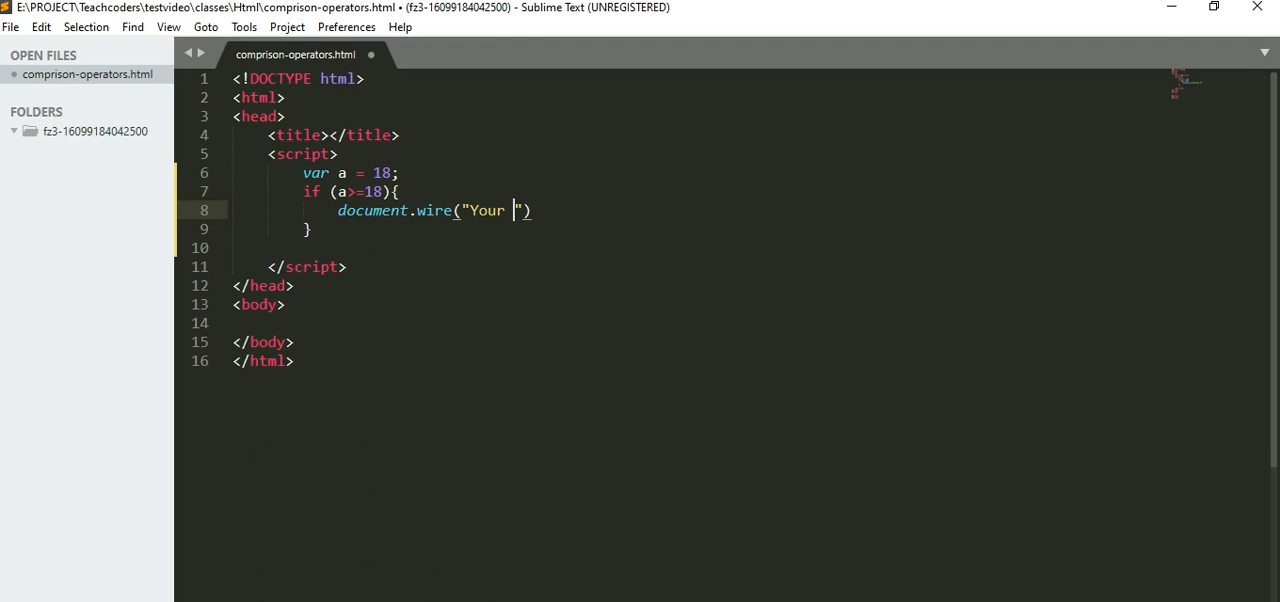 E:\PROJECT\Teachcoders\testvideo\classes\Html\comprison-operators.html • (fz3-16099184042500) - Sublime Text (UNREGISTERED)
File Edit Selection Find View Goto Tools Project Preferences Help
OPEN FILES
comprison-operators.html
FOLDERS
fz3-16099184042500
comprison-operators.html
1 <!DOCTYPE html>
2 <html>
3 <head>
4 <title></title>
5 <script>
6 var a = 18;
7 if (a>=18){
8 document.wire("Your ")
9 }
10
11 </script>
12 </head>
13 <body>
14
15 </body>
16 </html>